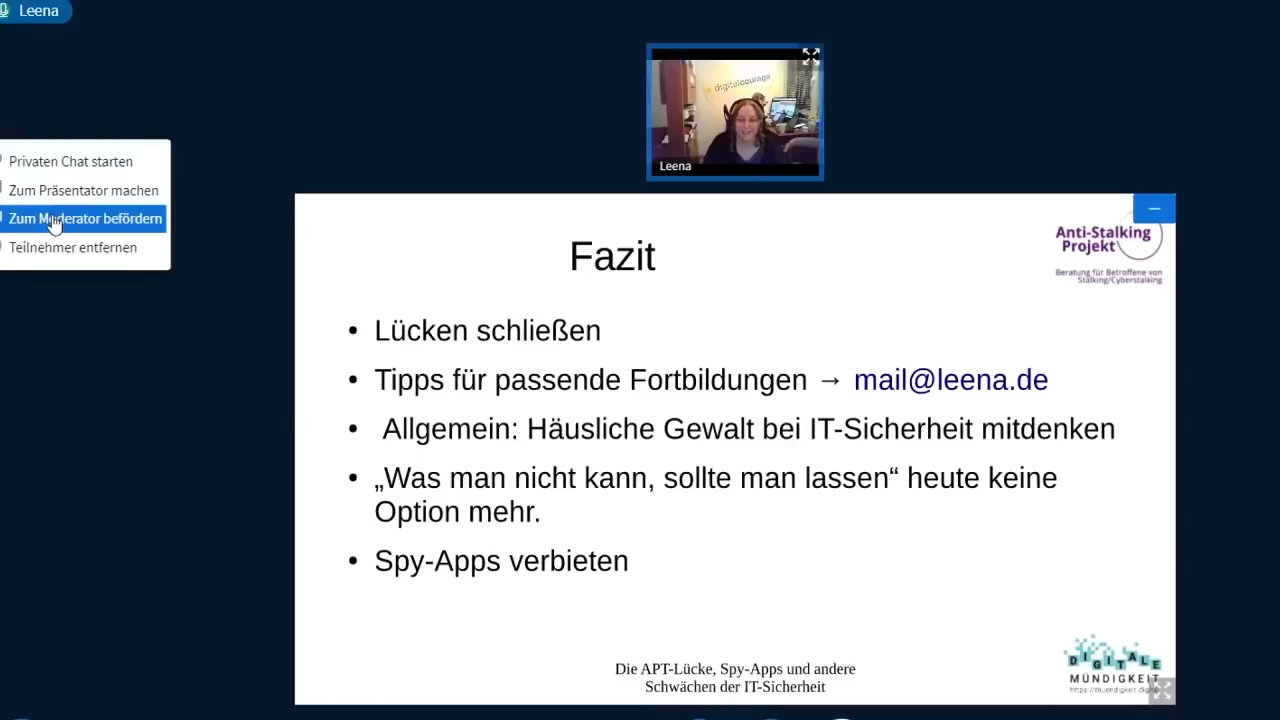 Leena
digitalcourage
Leena
Privaten Chat starten
Zum Präsentator machen
Zum Moderator befördern
Teilnehmer entfernen
Anti-Stalking
Projekt
Beratung für Betroffene von
Stalking/Cyberstalking
Fazit
• Lücken schließen
• Tipps für passende Fortbildungen → mail@leena.de
• Allgemein: Häusliche Gewalt bei IT-Sicherheit mitdenken
• „Was man nicht kann, sollte man lassen“ heute keine
Option mehr.
• Spy-Apps verbieten
Die APT-Lücke, Spy-Apps und andere
Schwächen der IT-Sicherheit
DIGITALE
MÜNDIGKEIT